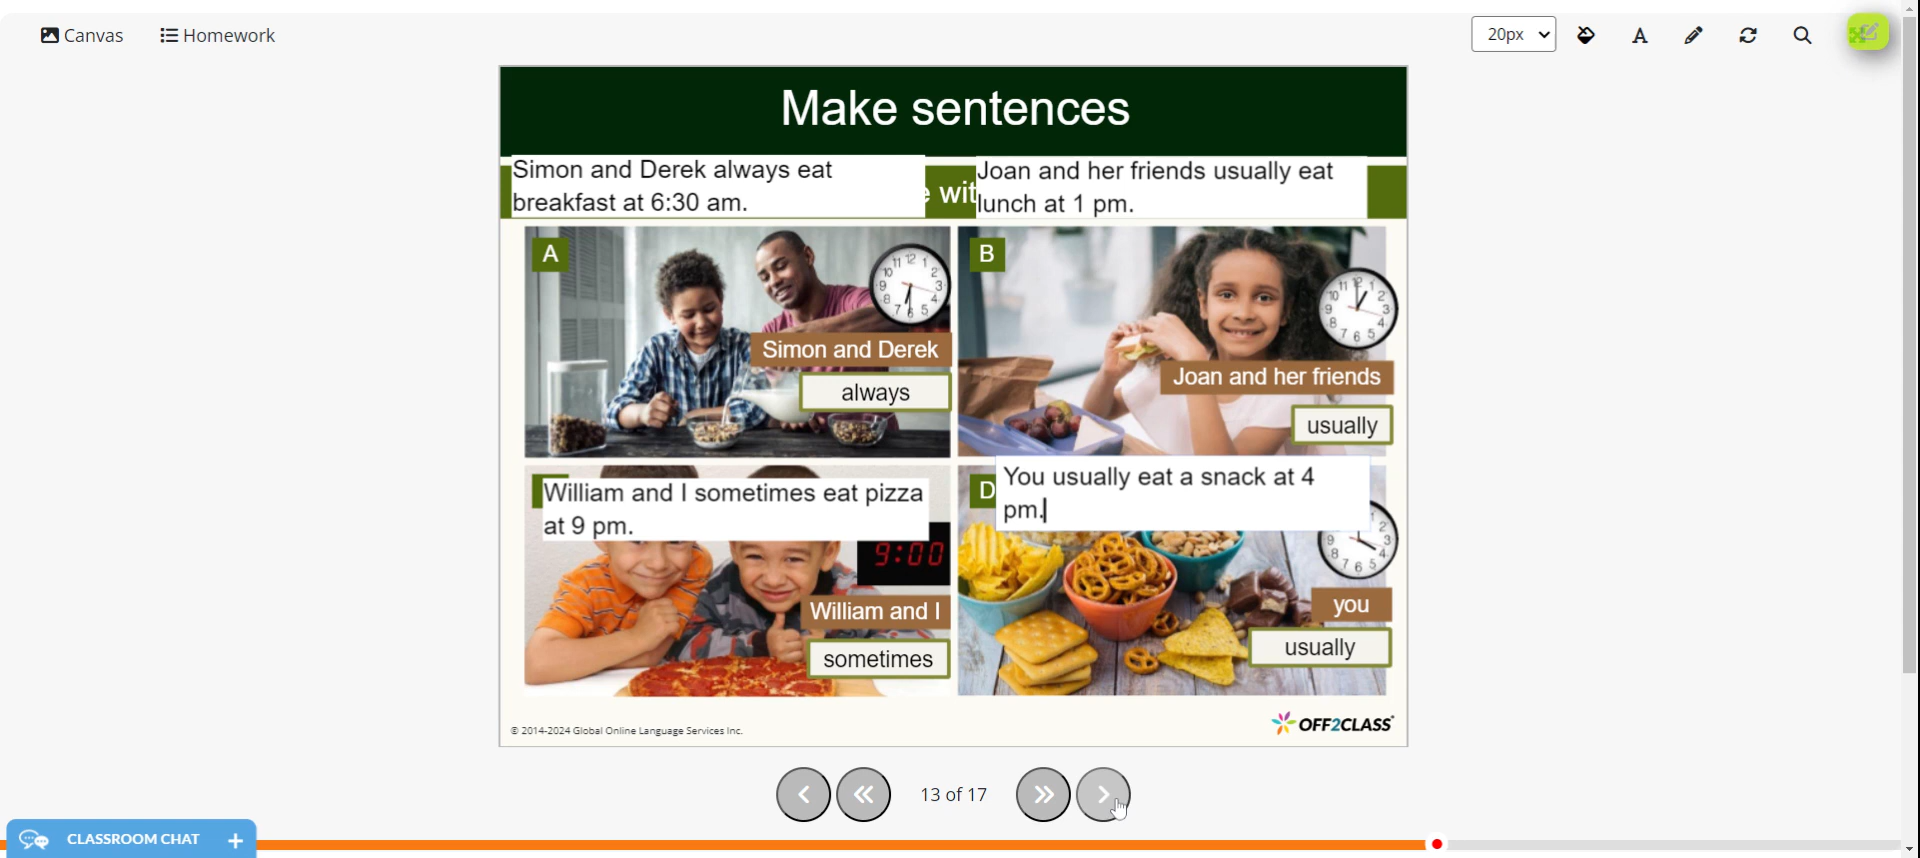 Canvas
Homework
20px
Make sentences
Simon and Derek always eat
breakfast at 6:30 am.
wit
Joan and her friends usually eat
lunch at 1 pm.
A
Simon and Derek
always
B
Joan and her friends
usually
William and I sometimes eat pizza
at 9 pm.
9:00
William and I
sometimes
D
You usually eat a snack at 4
pm.
you
usually
© 2014-2024 Global Online Language Services Inc.
OFF2CLASS
13 of 17
CLASSROOM CHAT +